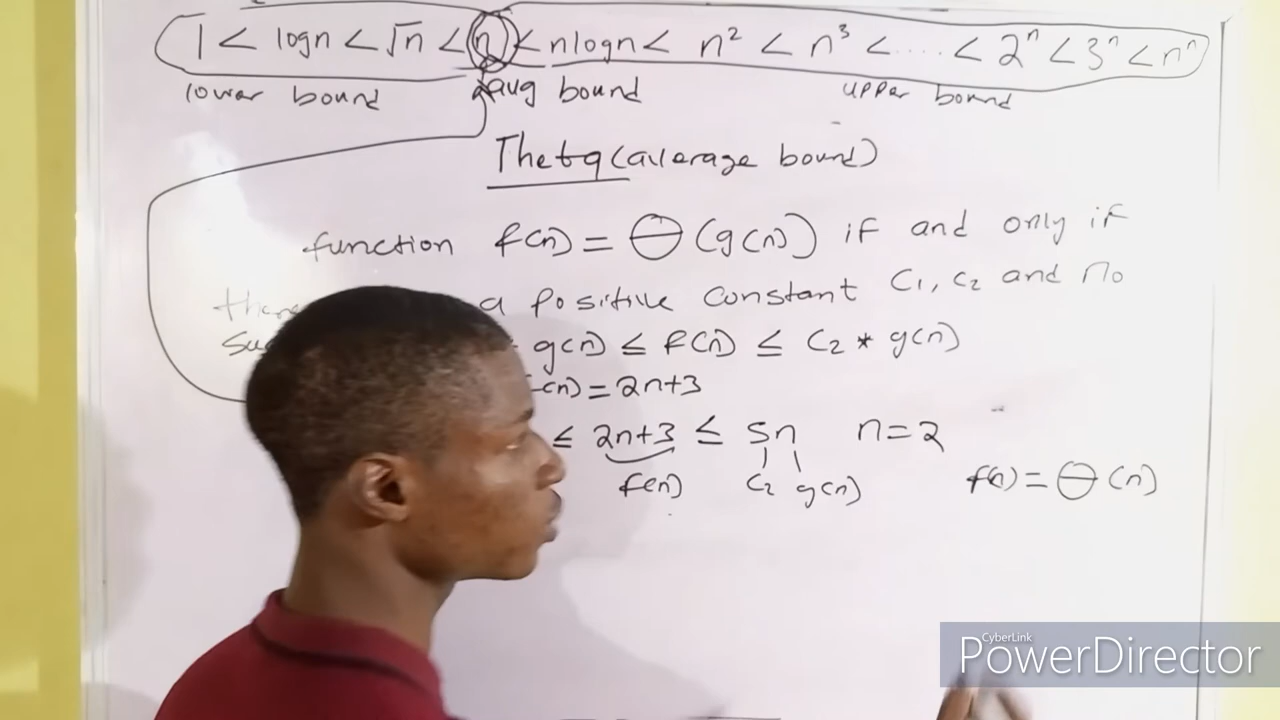 1 < logn < √n < n < nlogn < n² < n³ < ..... < 2ⁿ < 3ⁿ < nⁿ
lower bound avg bound upper bound
Theta (average bound)
function f(n) = Θ (g(n)) if and only if
a positive constant C1, C2 and n0
g(n) ≤ f(n) ≤ C2 * g(n)
(n) = 2n+3
≤ 2n+3 ≤ 5n n=2
f(n) C2 g(n) f(n) = Θ (n)
CyberLink
PowerDirector